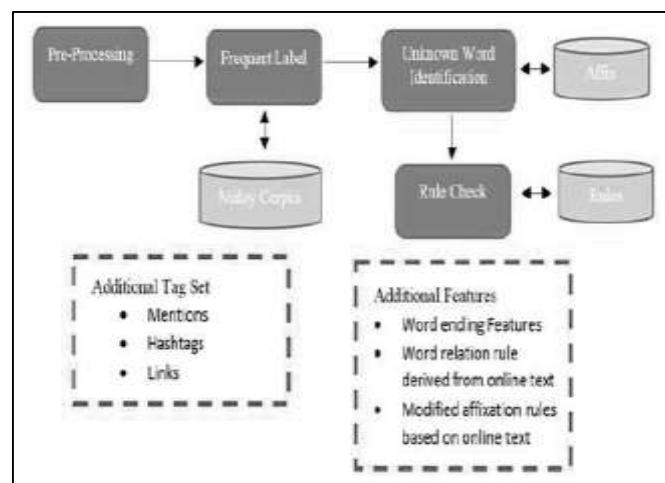 Pre-Processing
Frequent Label
Unknown Word
Identification
Affix
Malay Corpus
Rule Check
Rules
Additional Tag Set
• Mentions
• Hashtags
• Links
Additional Features
• Word ending Features
• Word relation rule
derived from online text
• Modified affixation rules
based on online text